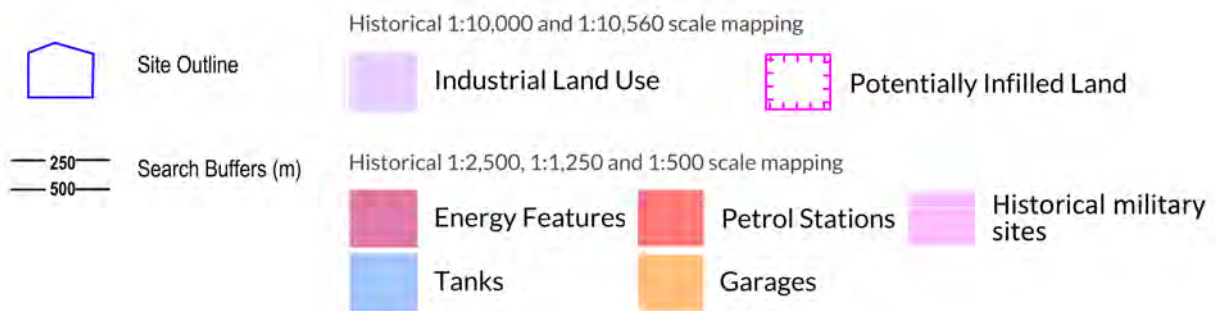 Historical 1:10,000 and 1:10,560 scale mapping
Site Outline
Industrial Land Use
Potentially Infilled Land
250
500
Search Buffers (m)
Historical 1:2,500, 1:1,250 and 1:500 scale mapping
Energy Features
Petrol Stations
Historical military
sites
Tanks
Garages